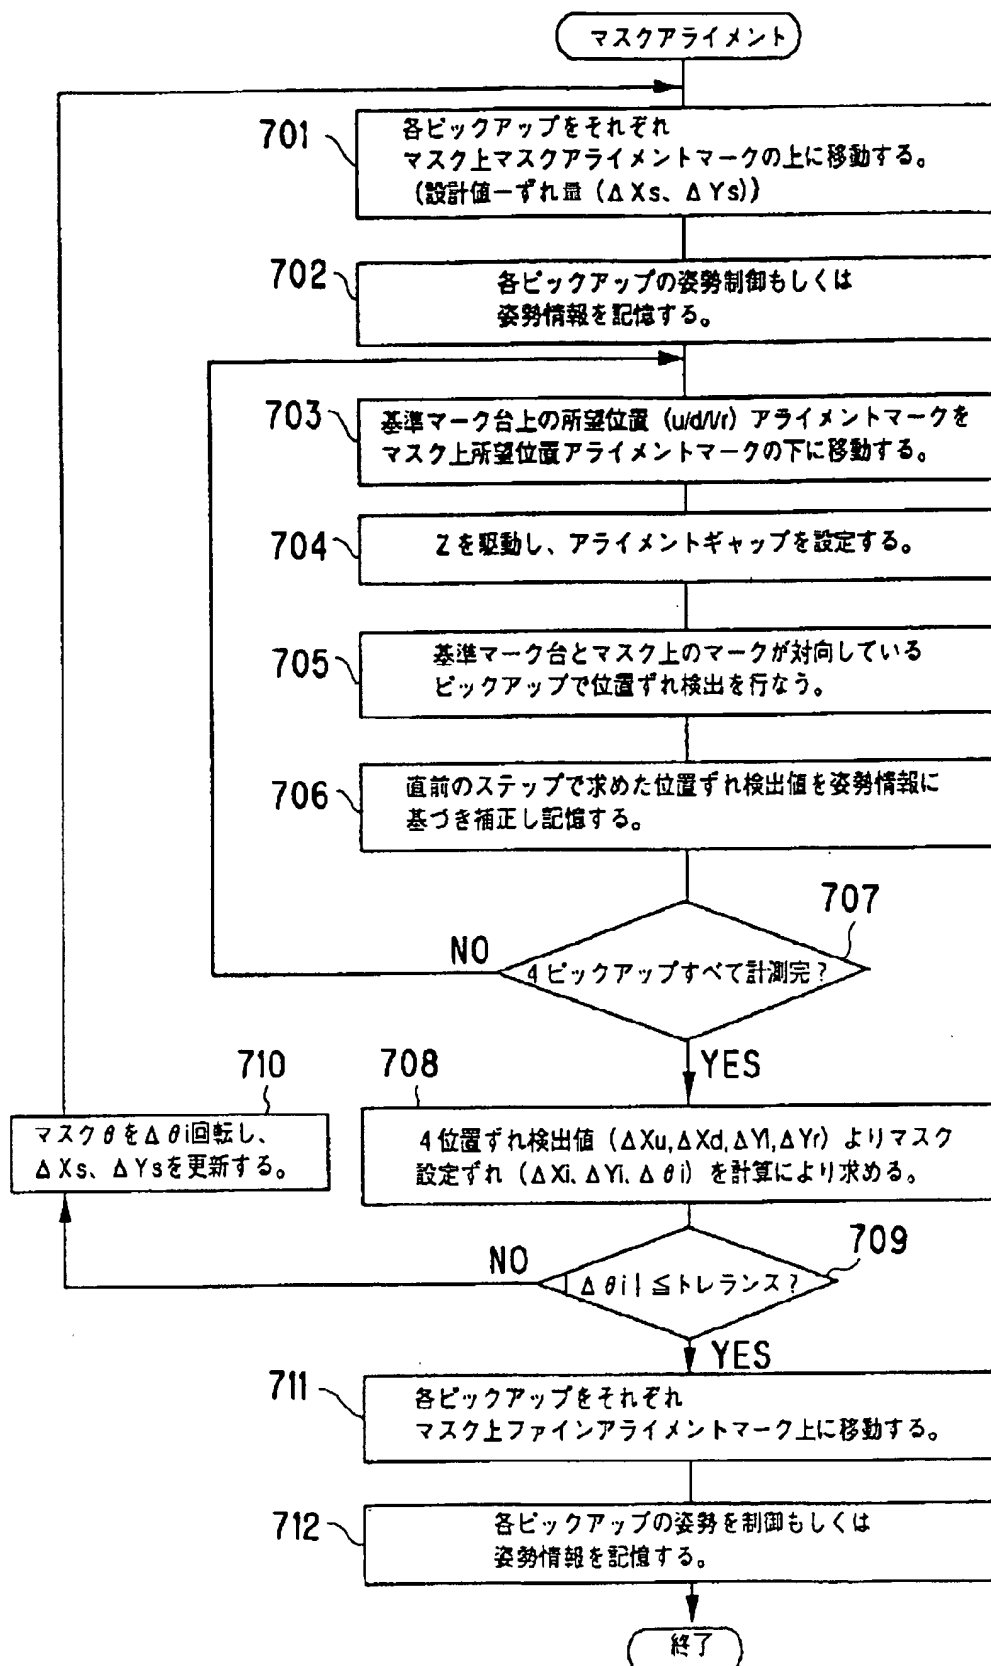 マスクアライメント
701
各ピックアップをそれぞれ
マスク上マスクアライメントマークの上に移動する。
(設計値ーずれ量(ΔXs、ΔYs))
702
各ピックアップの姿勢制御もしくは
姿勢情報を記憶する。
703
基準マーク台上の所望位置(u/d/l/r)アライメントマークを
マスク上所望位置アライメントマークの下に移動する。
704
Zを駆動し、アライメントギャップを設定する。
705
基準マーク台とマスク上のマークが対向している
ピックアップで位置ずれ検出を行なう。
706
直前のステップで求めた位置ずれ検出値を姿勢情報に
基づき補正し記憶する。
707
NO
4ピックアップすべて計測完?
YES
710
マスクθをΔθi回転し、
ΔXs、ΔYsを更新する。
708
4位置ずれ検出値(ΔXu,ΔXd,ΔYl,ΔYr)よりマスク
設定ずれ(ΔXi、ΔYi、Δθi)を計算により求める。
709
NO
|Δθi|≦トレランス?
YES
711
各ピックアップをそれぞれ
マスク上ファインアライメントマーク上に移動する。
712
各ピックアップの姿勢を制御もしくは
姿勢情報を記憶する。
終了